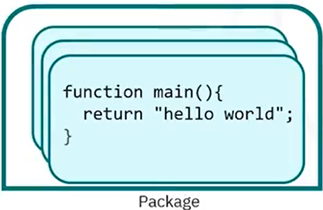 function main(){
  return "hello world";
}
Package